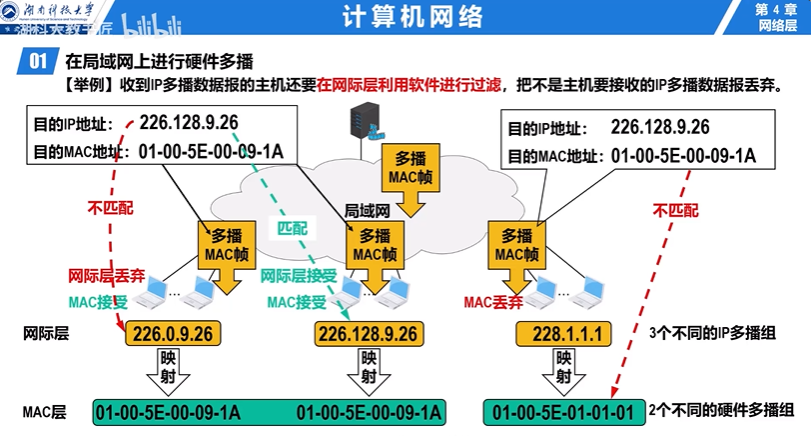 湖南科技大学
湖科大教书匠 bilibili
计算机网络
第 4 章
网络层
01 在局域网上进行硬件多播
【举例】收到IP多播数据报的主机还要在网际层利用软件进行过滤，把不是主机要接收的IP多播数据报丢弃。
目的IP地址： 226.128.9.26
目的MAC地址：01-00-5E-00-09-1A
目的IP地址： 226.128.9.26
目的MAC地址：01-00-5E-00-09-1A
多播
MAC帧
局域网
不匹配
匹配
不匹配
多播
MAC帧
多播
MAC帧
多播
MAC帧
网际层丢弃
MAC接受
...
网际层接受
MAC接受
...
MAC丢弃
...
网际层
226.0.9.26
226.128.9.26
228.1.1.1
3个不同的IP多播组
映
射
映
射
映
射
MAC层
01-00-5E-00-09-1A
01-00-5E-00-09-1A
01-00-5E-01-01-01
2个不同的硬件多播组